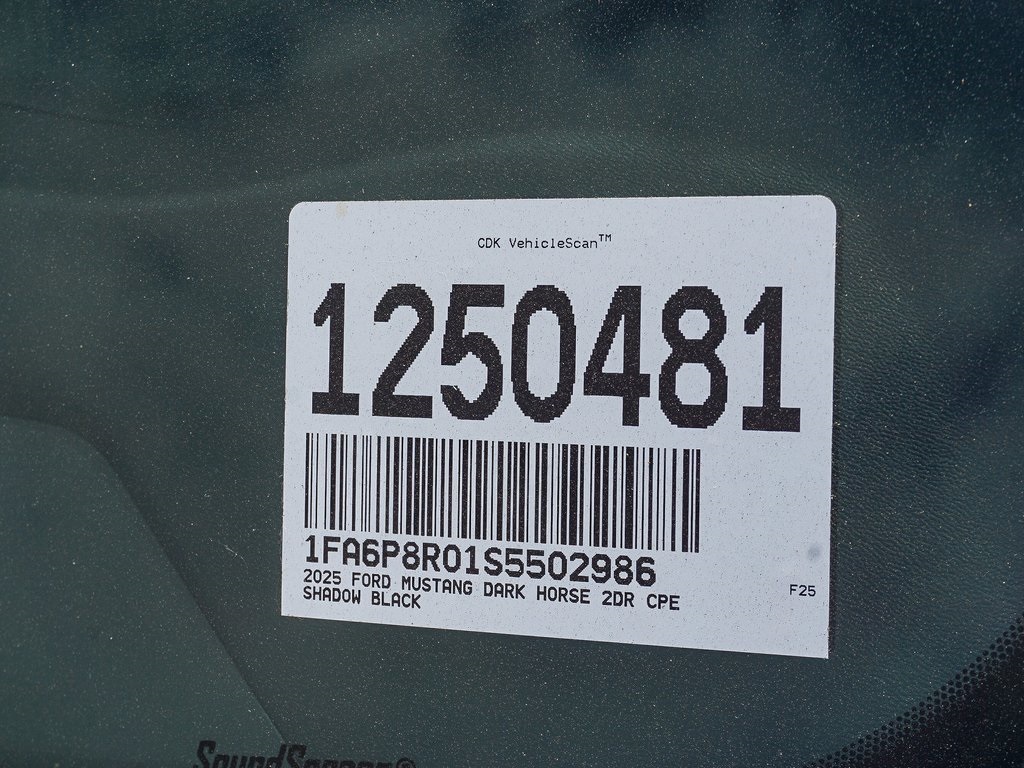 CDK VehicleScan™
1250481
1FA6P8R01S5502986
2025 FORD MUSTANG DARK HORSE 2DR CPE
SHADOW BLACK
F25